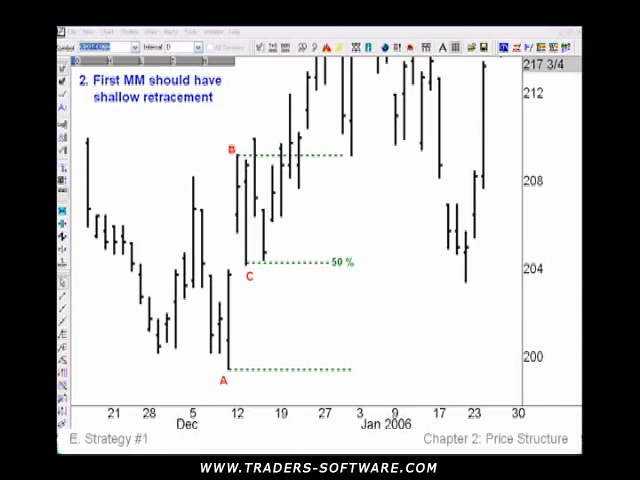 Symbol
Interval D
217 3/4
2. First MM should have
shallow retracement
212
B
208
50 %
204
C
200
A
21 28 5 12 19 27 3 9 17 23 30
Dec Jan 2006
E. Strategy #1 Chapter 2: Price Structure
WWW.TRADERS-SOFTWARE.COM